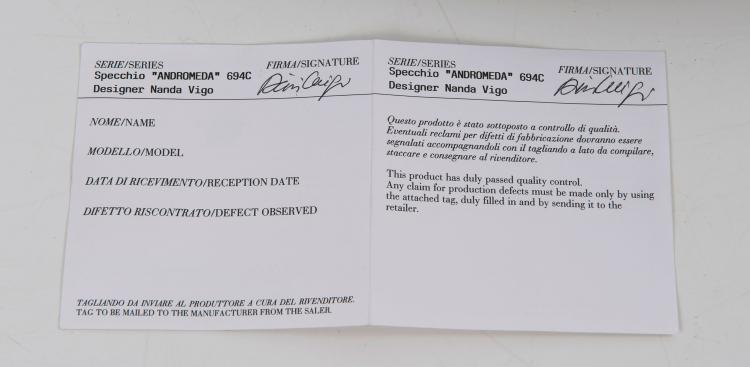 SERIE/SERIES FIRMA/SIGNATURE
Specchio "ANDROMEDA" 694C
Designer Nanda Vigo
NOME/NAME
MODELLO/MODEL
DATA DI RICEVIMENTO/RECEPTION DATE
DIFETTO RISCONTRATO/DEFECT OBSERVED
TAGLIANDO DA INVIARE AL PRODUTTORE A CURA DEL RIVENDITORE.
TAG TO BE MAILED TO THE MANUFACTURER FROM THE SALER.
SERIE/SERIES FIRMA/SIGNATURE
Specchio "ANDROMEDA" 694C
Designer Nanda Vigo
Questo prodotto è stato sottoposto a controllo di qualità.
Eventuali reclami per difetti di fabbricazione dovranno essere
segnalati accompagnandoli con il tagliando a lato da compilare,
staccare e consegnare al rivenditore.
This product has duly passed quality control.
Any claim for production defects must be made only by using
the attached tag, duly filled in and by sending it to the
retailer.